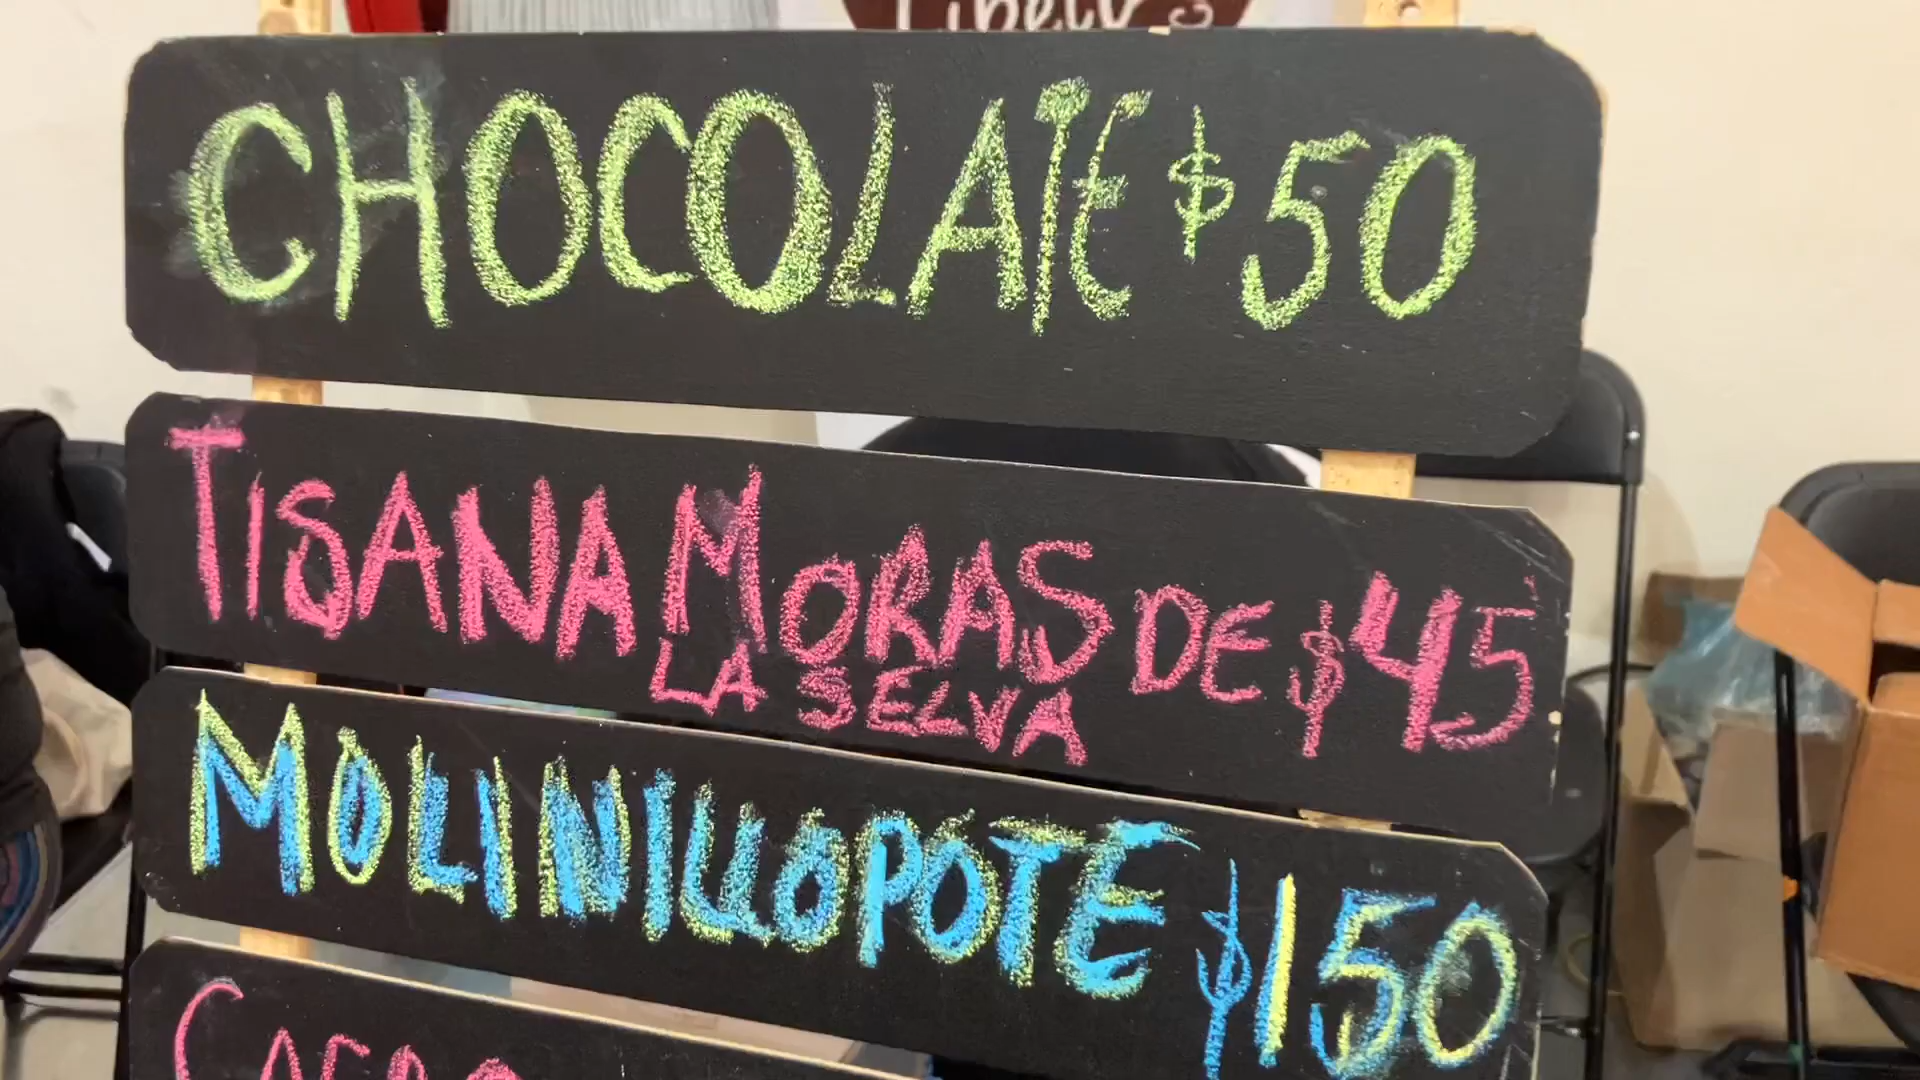 CHOCOLATE $50
TISANA MORAS DE $45
LA SELVA
MOLINILLO POTE $150